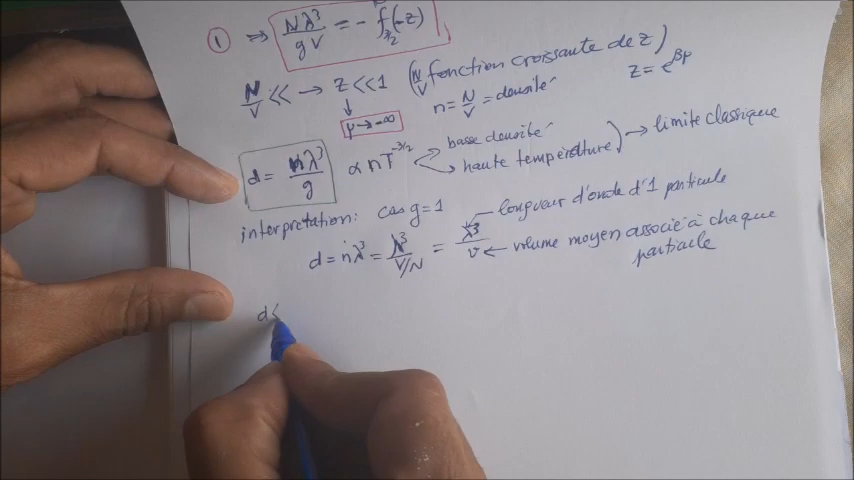 ① ⇒ Nλ³/gV = - f₃/₂(-z)
N/V ≪ → z ≪ 1 (N/V fonction croissante de z)
z = e^βμ
↓ n = N/V = densité
μ → -∞
d = nλ³/g ∝ nT^-3/2 basse densité
haute température → limite classique
interprétation: cas g = 1 longueur d'onde d'1 particule
d = nλ³ = λ³/V/N = λ³/v ← volume moyen associé à chaque
particule
d<